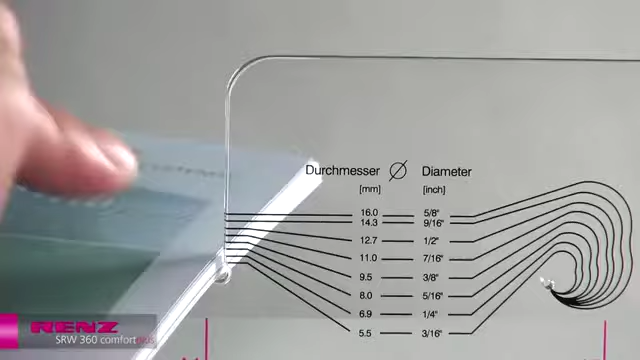 Durchmesser Ø Diameter
[mm] [inch]
16.0 5/8"
14.3 9/16"
12.7 1/2"
11.0 7/16"
9.5 3/8"
8.0 5/16"
6.9 1/4"
5.5 3/16"
RENZ
SRW 360 comfort